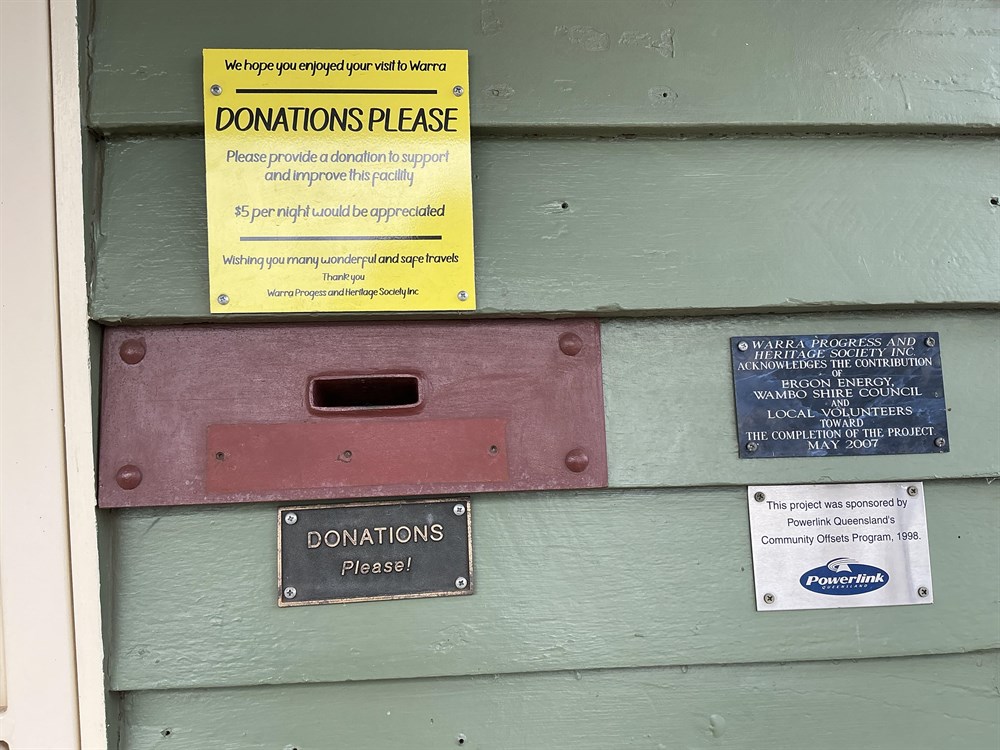 We hope you enjoyed your visit to Warra
DONATIONS PLEASE
Please provide a donation to support
and improve this facility
$5 per night would be appreciated
Wishing you many wonderful and safe travels
Thank you
Warra Progess and Heritage Society Inc
WARRA PROGRESS AND
HERITAGE SOCIETY INC.
ACKNOWLEDGES THE CONTRIBUTION
OF
ERGON ENERGY,
WAMBO SHIRE COUNCIL
AND
LOCAL VOLUNTEERS
TOWARD
THE COMPLETION OF THE PROJECT
MAY 2007
DONATIONS
Please!
This project was sponsored by
Powerlink Queensland's
Community Offsets Program, 1998.
Powerlink
QUEENSLAND